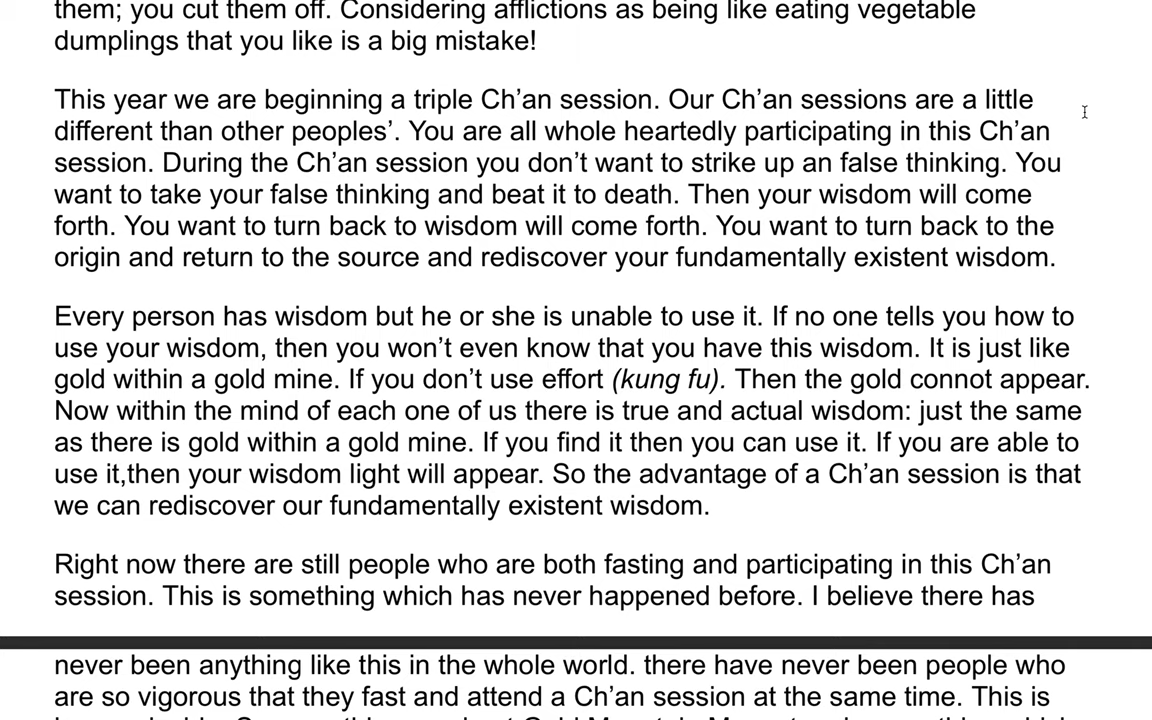 them; you cut them off. Considering afflictions as being like eating vegetable
dumplings that you like is a big mistake!
This year we are beginning a triple Ch’an session. Our Ch’an sessions are a little
different than other peoples’. You are all whole heartedly participating in this Ch’an
session. During the Ch’an session you don’t want to strike up an false thinking. You
want to take your false thinking and beat it to death. Then your wisdom will come
forth. You want to turn back to wisdom will come forth. You want to turn back to the
origin and return to the source and rediscover your fundamentally existent wisdom.
Every person has wisdom but he or she is unable to use it. If no one tells you how to
use your wisdom, then you won’t even know that you have this wisdom. It is just like
gold within a gold mine. If you don’t use effort (kung fu). Then the gold connot appear.
Now within the mind of each one of us there is true and actual wisdom: just the same
as there is gold within a gold mine. If you find it then you can use it. If you are able to
use it,then your wisdom light will appear. So the advantage of a Ch’an session is that
we can rediscover our fundamentally existent wisdom.
Right now there are still people who are both fasting and participating in this Ch’an
session. This is something which has never happened before. I believe there has
never been anything like this in the whole world. there have never been people who
are so vigorous that they fast and attend a Ch’an session at the same time. This is